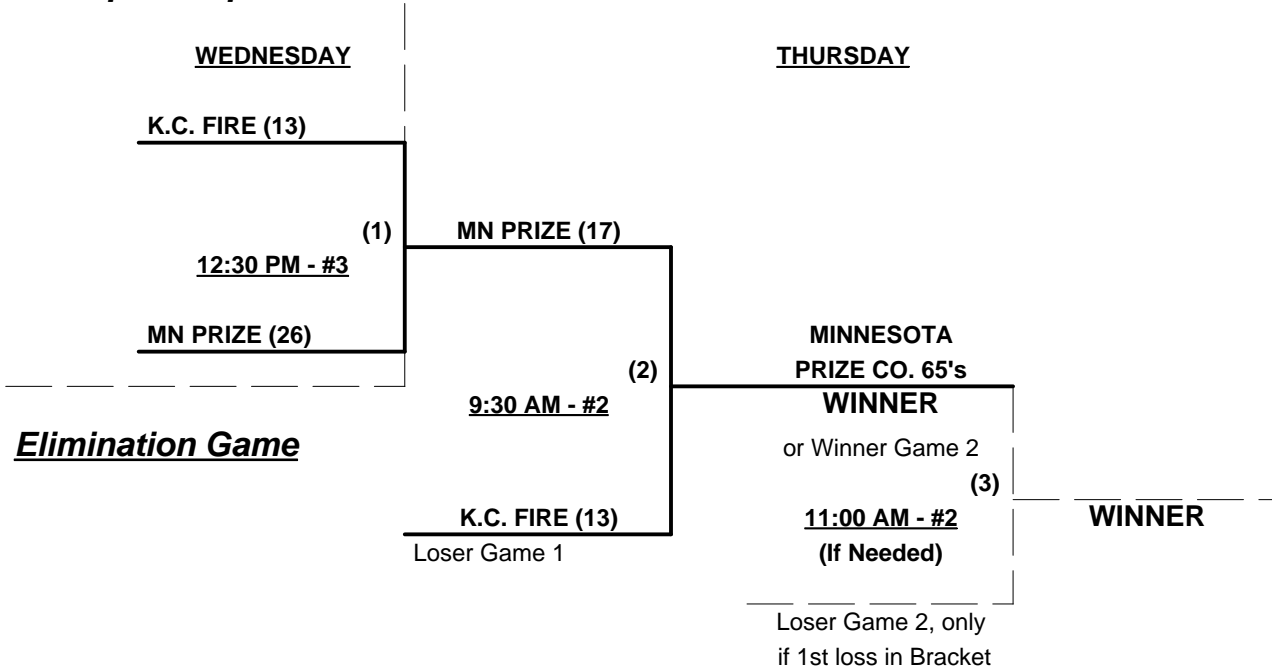 WEDNESDAY
THURSDAY
K.C. FIRE (13)
(1)
MN PRIZE (17)
12:30 PM - #3
MN PRIZE (26)
MINNESOTA
(2)
PRIZE CO. 65's
9:30 AM - #2
WINNER
Elimination Game
or Winner Game 2
(3)
K.C. FIRE (13)
11:00 AM - #2
WINNER
Loser Game 1
(If Needed)
Loser Game 2, only
if 1st loss in Bracket